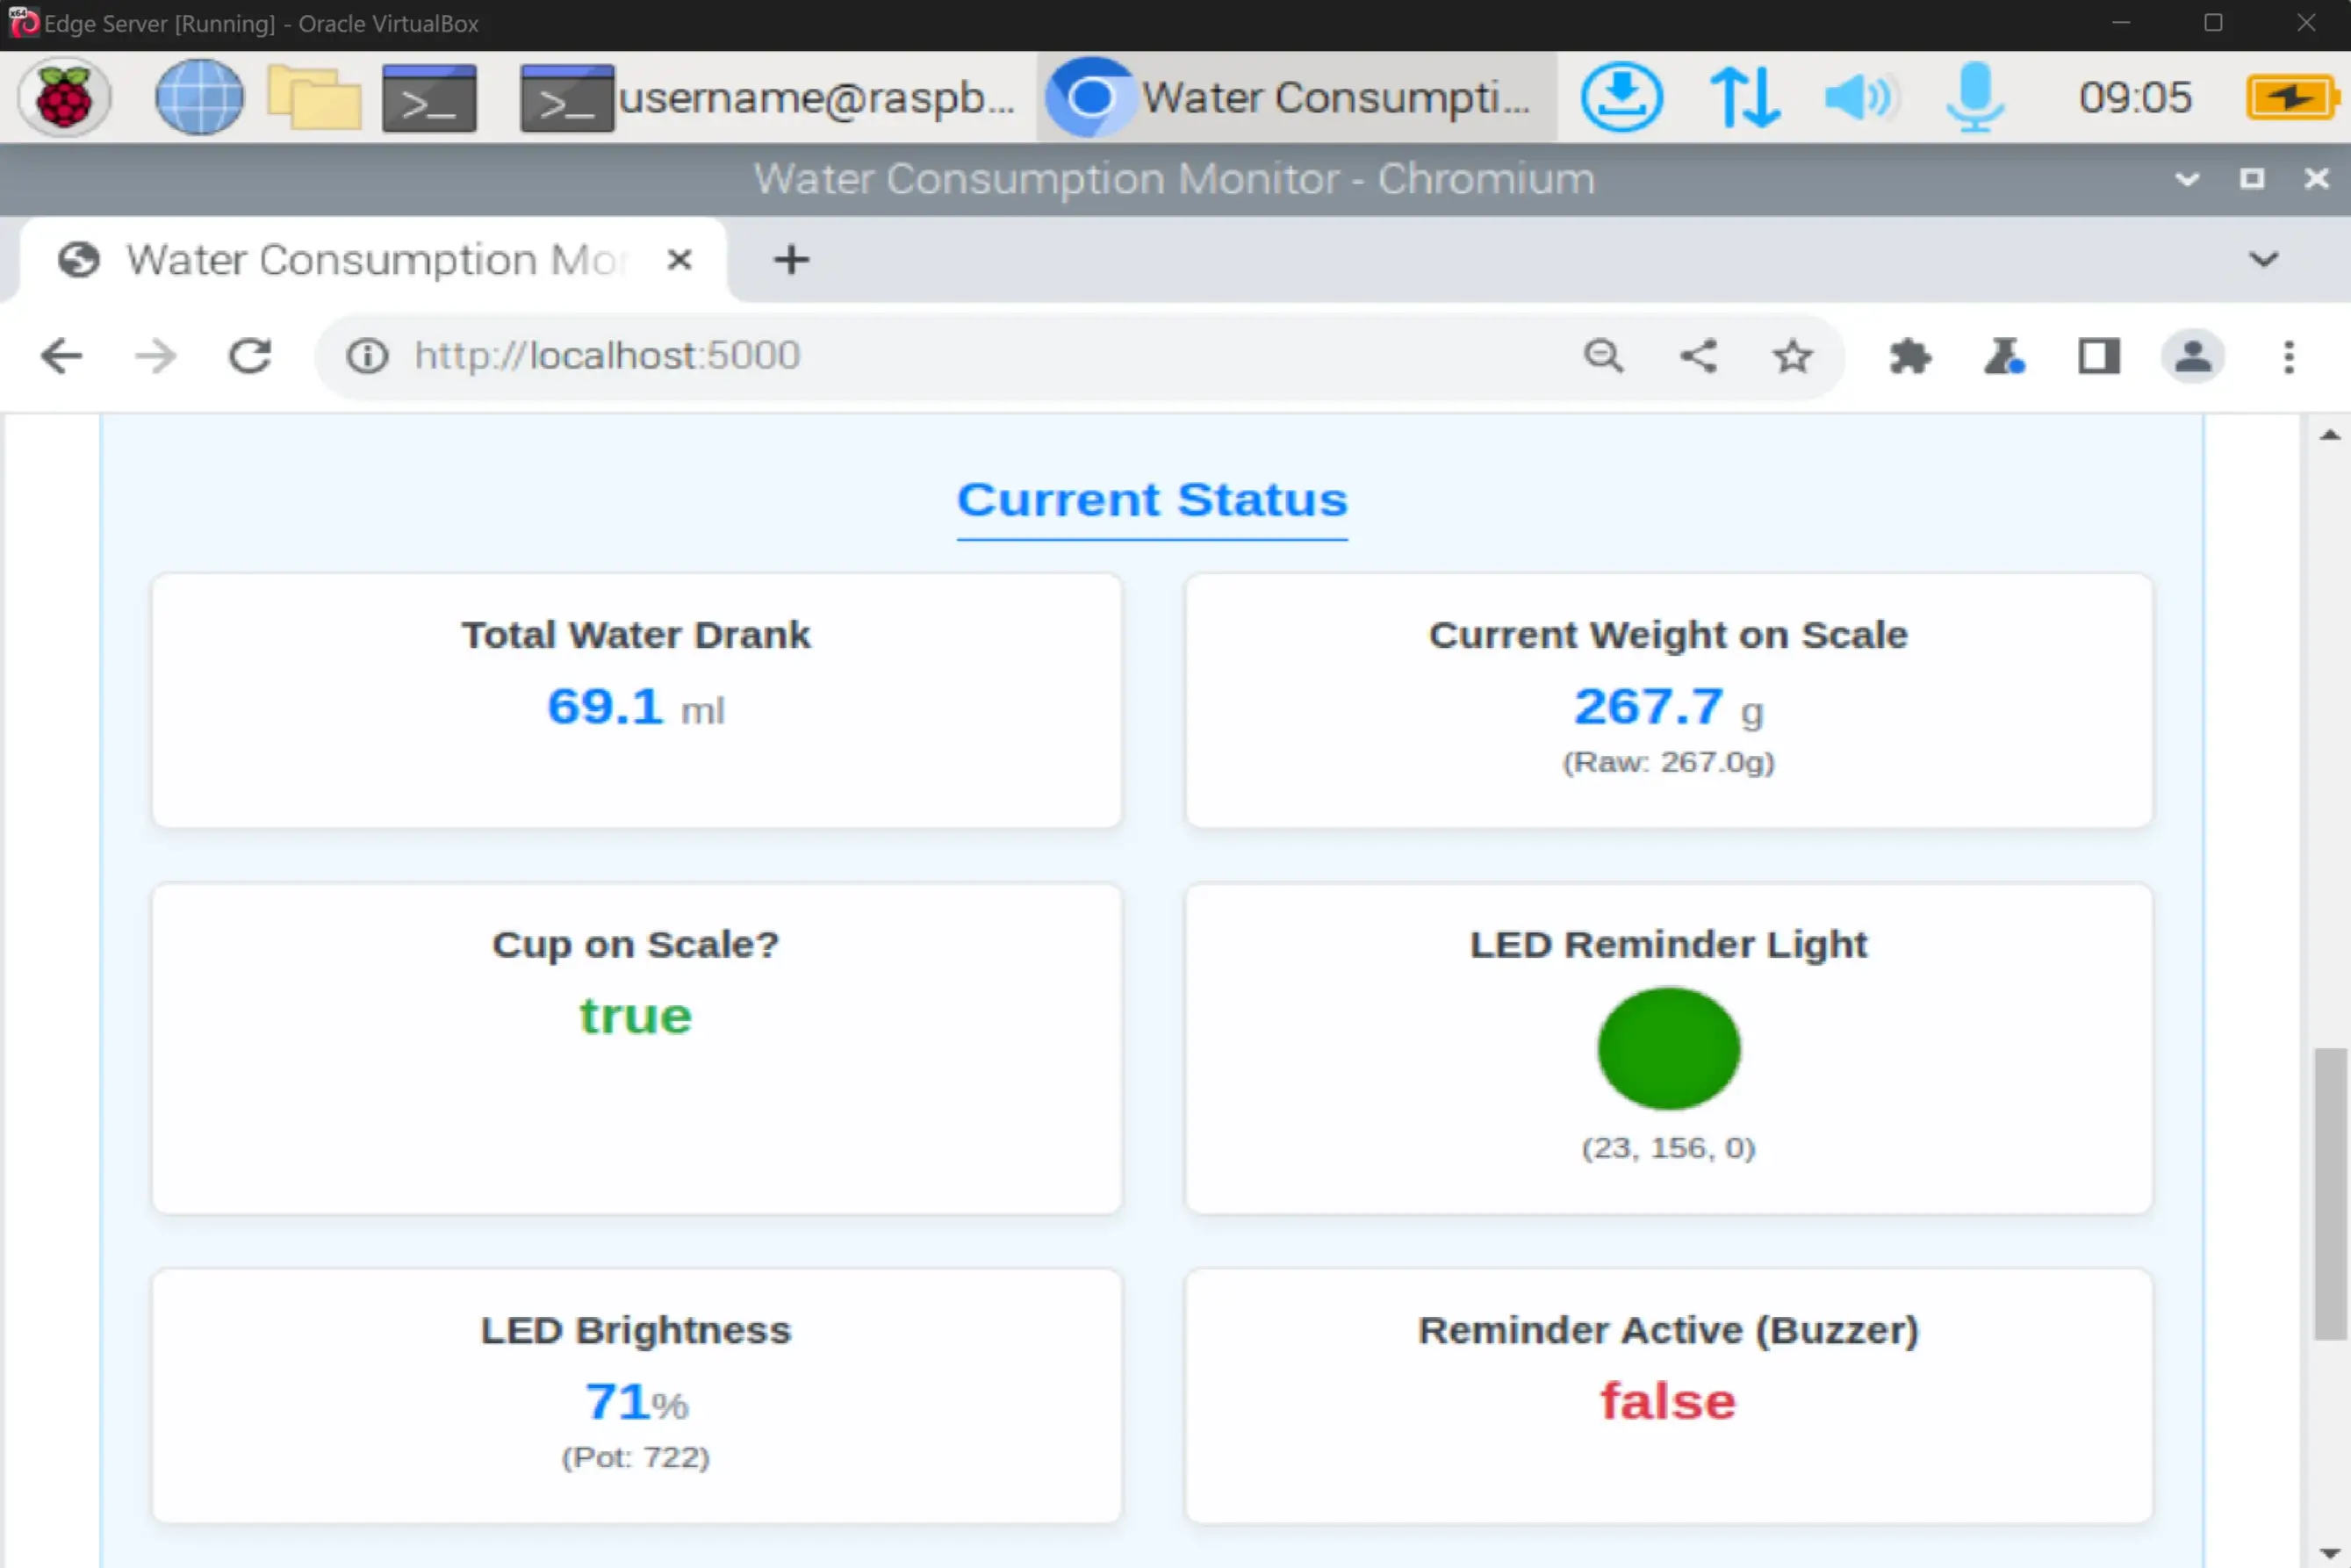 Edge Server [Running] - Oracle VirtualBox
username@raspb...
Water Consumpti...
09:05
Water Consumption Monitor - Chromium
Water Consumption Mo
http://localhost:5000
Current Status
Total Water Drank
69.1 ml
Current Weight on Scale
267.7 g
(Raw: 267.0g)
Cup on Scale?
true
LED Reminder Light
(23, 156, 0)
LED Brightness
71%
(Pot: 722)
Reminder Active (Buzzer)
false